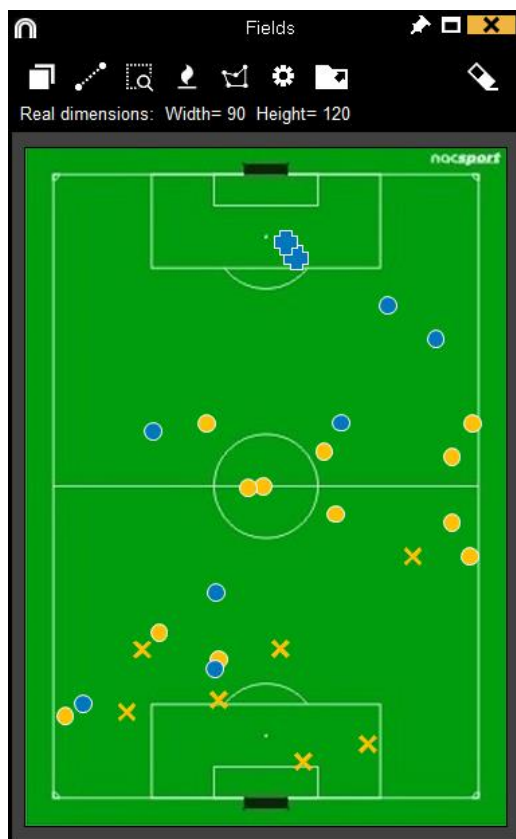 Fields
Real dimensions: Width= 90 Height= 120
nacsport